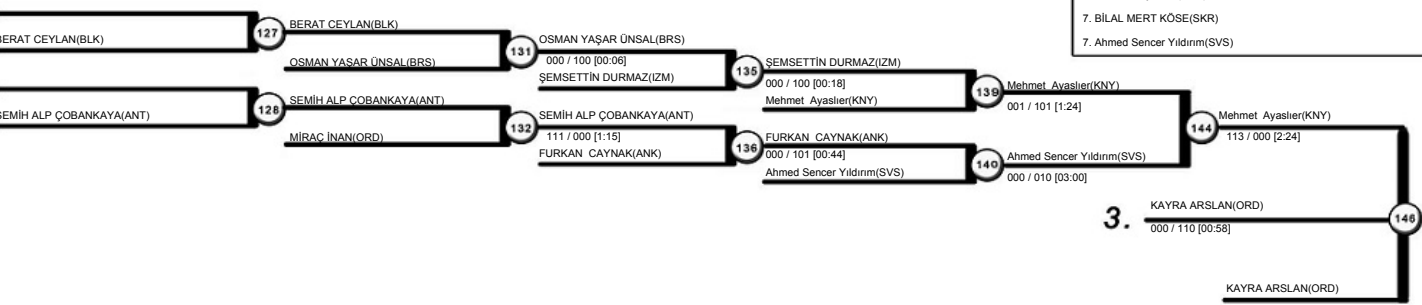 7. BİLAL MERT KÖSE(SKR)
7. Ahmed Sencer Yıldırım(SVS)
BERAT CEYLAN(BLK)
127
BERAT CEYLAN(BLK)
OSMAN YAŞAR ÜNSAL(BRS)
131
OSMAN YAŞAR ÜNSAL(BRS)
000 / 100 [00:06]
ŞEMSETTİN DURMAZ(IZM)
135
ŞEMSETTİN DURMAZ(IZM)
000 / 100 [00:18]
Mehmet Ayaslıer(KNY)
139
Mehmet Ayaslıer(KNY)
001 / 101 [1:24]
SEMİH ALP ÇOBANKAYA(ANT)
128
SEMİH ALP ÇOBANKAYA(ANT)
MİRAÇ İNAN(ORD)
132
SEMİH ALP ÇOBANKAYA(ANT)
111 / 000 [1:15]
FURKAN CAYNAK(ANK)
136
FURKAN CAYNAK(ANK)
000 / 101 [00:44]
Ahmed Sencer Yıldırım(SVS)
140
Ahmed Sencer Yıldırım(SVS)
000 / 010 [03:00]
144
Mehmet Ayaslıer(KNY)
113 / 000 [2:24]
3.
KAYRA ARSLAN(ORD)
000 / 110 [00:58]
146
KAYRA ARSLAN(ORD)